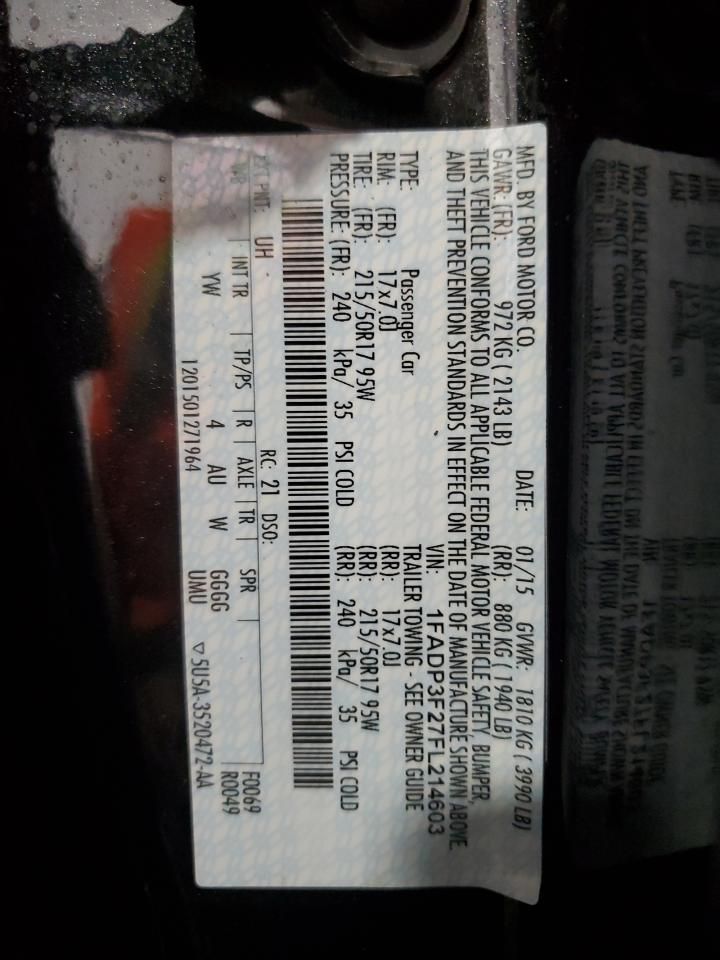 MFD. BY FORD MOTOR CO. DATE: 01/15 GVWR: 1810 KG ( 3990 LB)
GAWR: (FR): 972 KG ( 2143 LB) (RR): 880 KG ( 1940 LB)
THIS VEHICLE CONFORMS TO ALL APPLICABLE FEDERAL MOTOR VEHICLE SAFETY, BUMPER,
AND THEFT PREVENTION STANDARDS IN EFFECT ON THE DATE OF MANUFACTURE SHOWN ABOVE.
VIN: 1FADP3F27FL214603
TYPE: Passenger Car TRAILER TOWING - SEE OWNER GUIDE
RIM: (FR): 17x7.0J (RR): 17x7.0J
TIRE: (FR): 215/50R17 95W (RR): 215/50R17 95W
PRESSURE: (FR): 240 kPa/ 35 PSI COLD (RR): 240 kPa/ 35 PSI COLD
EXT PNT: UH RC: 21 DSO: F0069
WB INT TR TP/PS R AXLE TR SPR R0049
YW 4 AU W GGGG
UMU
1201501271964 ▽5U5A-3520472-AA